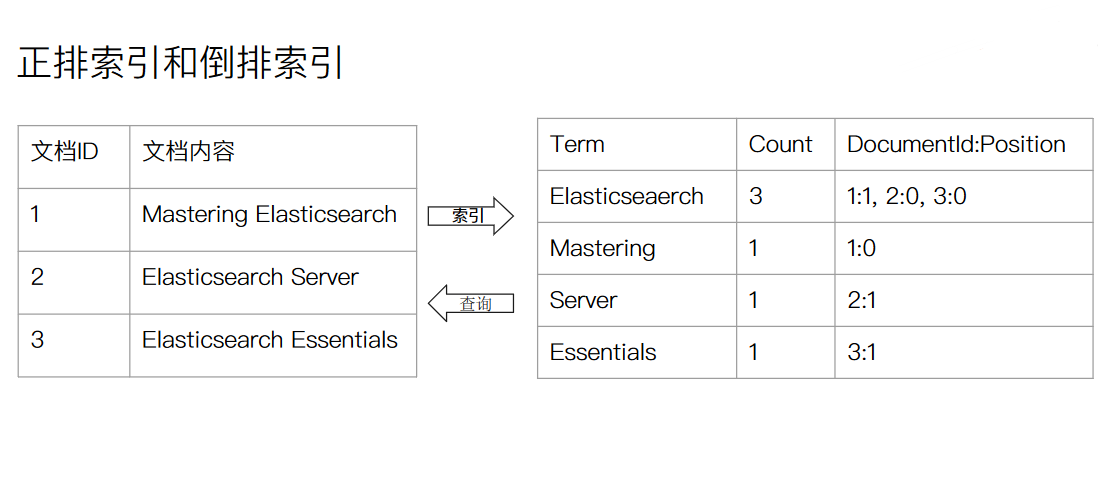 正排索引和倒排索引
文档ID 文档内容
1 Mastering Elasticsearch
2 Elasticsearch Server
3 Elasticsearch Essentials
索引
查询
Term Count DocumentId:Position
Elasticseaerch 3 1:1, 2:0, 3:0
Mastering 1 1:0
Server 1 2:1
Essentials 1 3:1